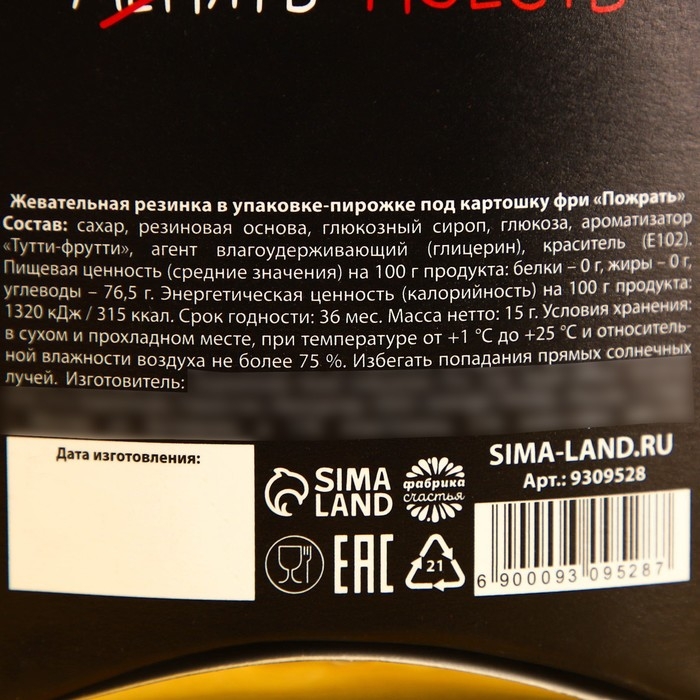 Жевательная резинка в упаковке-пирожке под картошку фри «Пожрать»
Состав: сахар, резиновая основа, глюкозный сироп, глюкоза, ароматизатор
«Тутти-фрутти», агент влагоудерживающий (глицерин), краситель (Е102).
Пищевая ценность (средние значения) на 100 г продукта: белки – 0 г, жиры – 0 г,
углеводы – 76,5 г. Энергетическая ценность (калорийность) на 100 г продукта:
1320 кДж / 315 ккал. Срок годности: 36 мес. Масса нетто: 15 г. Условия хранения:
в сухом и прохладном месте, при температуре от +1 °С до +25 °С и относитель-
ной влажности воздуха не более 75 %. Избегать попадания прямых солнечных
лучей. Изготовитель:
Дата изготовления:
SIMA
LAND
фабрика
счастья
SIMA-LAND.RU
Арт.: 9309528
EAC
21
6 900093 095287